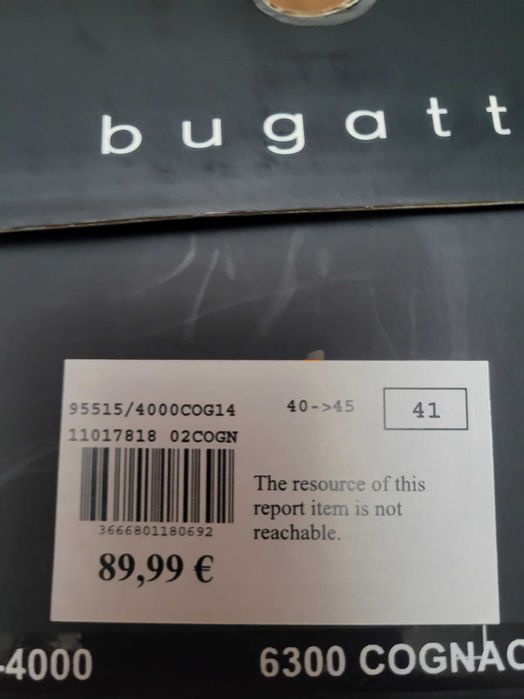 bugatt
95515/4000COG14 40->45 41
11017818 02COGN
The resource of this
report item is not
reachable.
3666801180692
89,99 €
-4000 6300 COGNAC